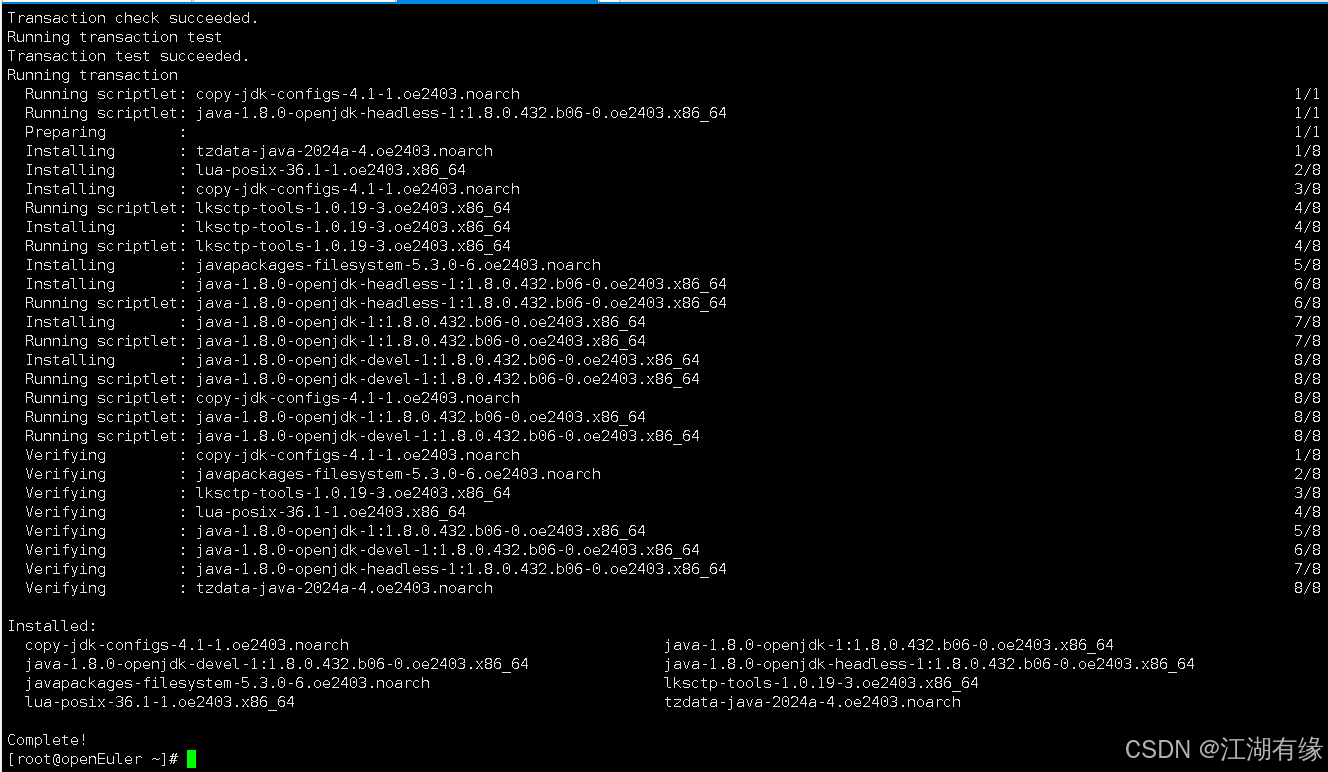 Transaction check succeeded.
Running transaction test
Transaction test succeeded.
Running transaction
  Running scriptlet: copy-jdk-configs-4.1-1.oe2403.noarch 1/1
  Running scriptlet: java-1.8.0-openjdk-headless-1:1.8.0.432.b06-0.oe2403.x86_64 1/1
  Preparing        : 1/1
  Installing       : tzdata-java-2024a-4.oe2403.noarch 1/8
  Installing       : lua-posix-36.1-1.oe2403.x86_64 2/8
  Installing       : copy-jdk-configs-4.1-1.oe2403.noarch 3/8
  Running scriptlet: lksctp-tools-1.0.19-3.oe2403.x86_64 4/8
  Installing       : lksctp-tools-1.0.19-3.oe2403.x86_64 4/8
  Running scriptlet: lksctp-tools-1.0.19-3.oe2403.x86_64 4/8
  Installing       : javapackages-filesystem-5.3.0-6.oe2403.noarch 5/8
  Installing       : java-1.8.0-openjdk-headless-1:1.8.0.432.b06-0.oe2403.x86_64 6/8
  Running scriptlet: java-1.8.0-openjdk-headless-1:1.8.0.432.b06-0.oe2403.x86_64 6/8
  Installing       : java-1.8.0-openjdk-1:1.8.0.432.b06-0.oe2403.x86_64 7/8
  Running scriptlet: java-1.8.0-openjdk-1:1.8.0.432.b06-0.oe2403.x86_64 7/8
  Installing       : java-1.8.0-openjdk-devel-1:1.8.0.432.b06-0.oe2403.x86_64 8/8
  Running scriptlet: java-1.8.0-openjdk-devel-1:1.8.0.432.b06-0.oe2403.x86_64 8/8
  Running scriptlet: copy-jdk-configs-4.1-1.oe2403.noarch 8/8
  Running scriptlet: java-1.8.0-openjdk-1:1.8.0.432.b06-0.oe2403.x86_64 8/8
  Running scriptlet: java-1.8.0-openjdk-devel-1:1.8.0.432.b06-0.oe2403.x86_64 8/8
  Verifying        : copy-jdk-configs-4.1-1.oe2403.noarch 1/8
  Verifying        : javapackages-filesystem-5.3.0-6.oe2403.noarch 2/8
  Verifying        : lksctp-tools-1.0.19-3.oe2403.x86_64 3/8
  Verifying        : lua-posix-36.1-1.oe2403.x86_64 4/8
  Verifying        : java-1.8.0-openjdk-1:1.8.0.432.b06-0.oe2403.x86_64 5/8
  Verifying        : java-1.8.0-openjdk-devel-1:1.8.0.432.b06-0.oe2403.x86_64 6/8
  Verifying        : java-1.8.0-openjdk-headless-1:1.8.0.432.b06-0.oe2403.x86_64 7/8
  Verifying        : tzdata-java-2024a-4.oe2403.noarch 8/8
Installed:
  copy-jdk-configs-4.1-1.oe2403.noarch java-1.8.0-openjdk-1:1.8.0.432.b06-0.oe2403.x86_64
  java-1.8.0-openjdk-devel-1:1.8.0.432.b06-0.oe2403.x86_64 java-1.8.0-openjdk-headless-1:1.8.0.432.b06-0.oe2403.x86_64
  javapackages-filesystem-5.3.0-6.oe2403.noarch lksctp-tools-1.0.19-3.oe2403.x86_64
  lua-posix-36.1-1.oe2403.x86_64 tzdata-java-2024a-4.oe2403.noarch
Complete!
[root@openEuler ~]#
CSDN @江湖有缘